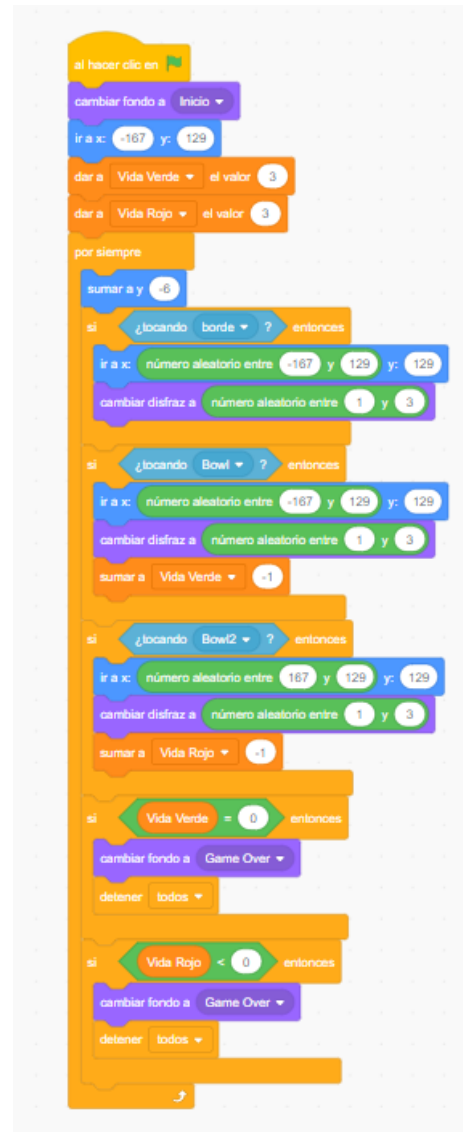 al hacer clic en
cambiar fondo a Inicio
ir a x: -167 y: 129
dar a Vida Verde el valor 3
dar a Vida Rojo el valor 3
por siempre
sumar a y -6
si ¿tocando borde ? entonces
ir a x: número aleatorio entre -167 y 129 y: 129
cambiar disfraz a número aleatorio entre 1 y 3
si ¿tocando Bowl ? entonces
ir a x: número aleatorio entre -167 y 129 y: 129
cambiar disfraz a número aleatorio entre 1 y 3
sumar a Vida Verde -1
si ¿tocando Bowl2 ? entonces
ir a x: número aleatorio entre 167 y 129 y: 129
cambiar disfraz a número aleatorio entre 1 y 3
sumar a Vida Rojo -1
si Vida Verde = 0 entonces
cambiar fondo a Game Over
detener todos
si Vida Rojo < 0 entonces
cambiar fondo a Game Over
detener todos